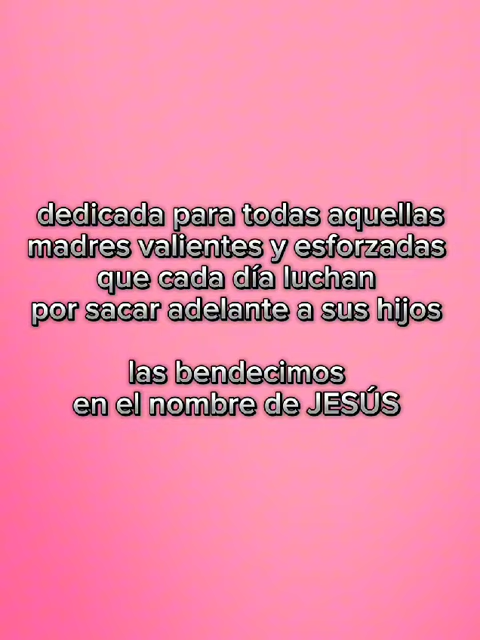 dedicada para todas aquellas
madres valientes y esforzadas
que cada día luchan
por sacar adelante a sus hijos
las bendecimos
en el nombre de JESÚS